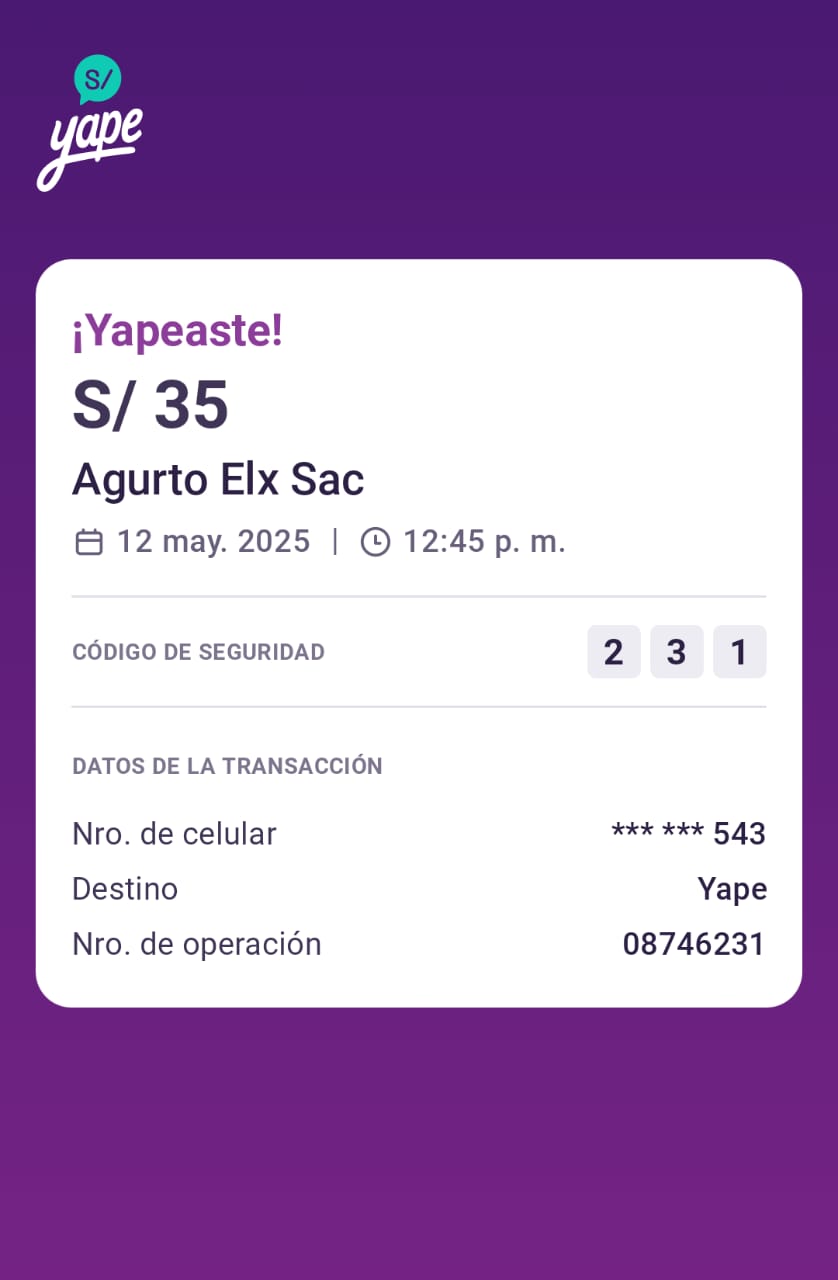 S/
yape
¡Yapeaste!
S/ 35
Agurto Elx Sac
12 may. 2025 | 12:45 p. m.
CÓDIGO DE SEGURIDAD 2 3 1
DATOS DE LA TRANSACCIÓN
Nro. de celular *** *** 543
Destino Yape
Nro. de operación 08746231